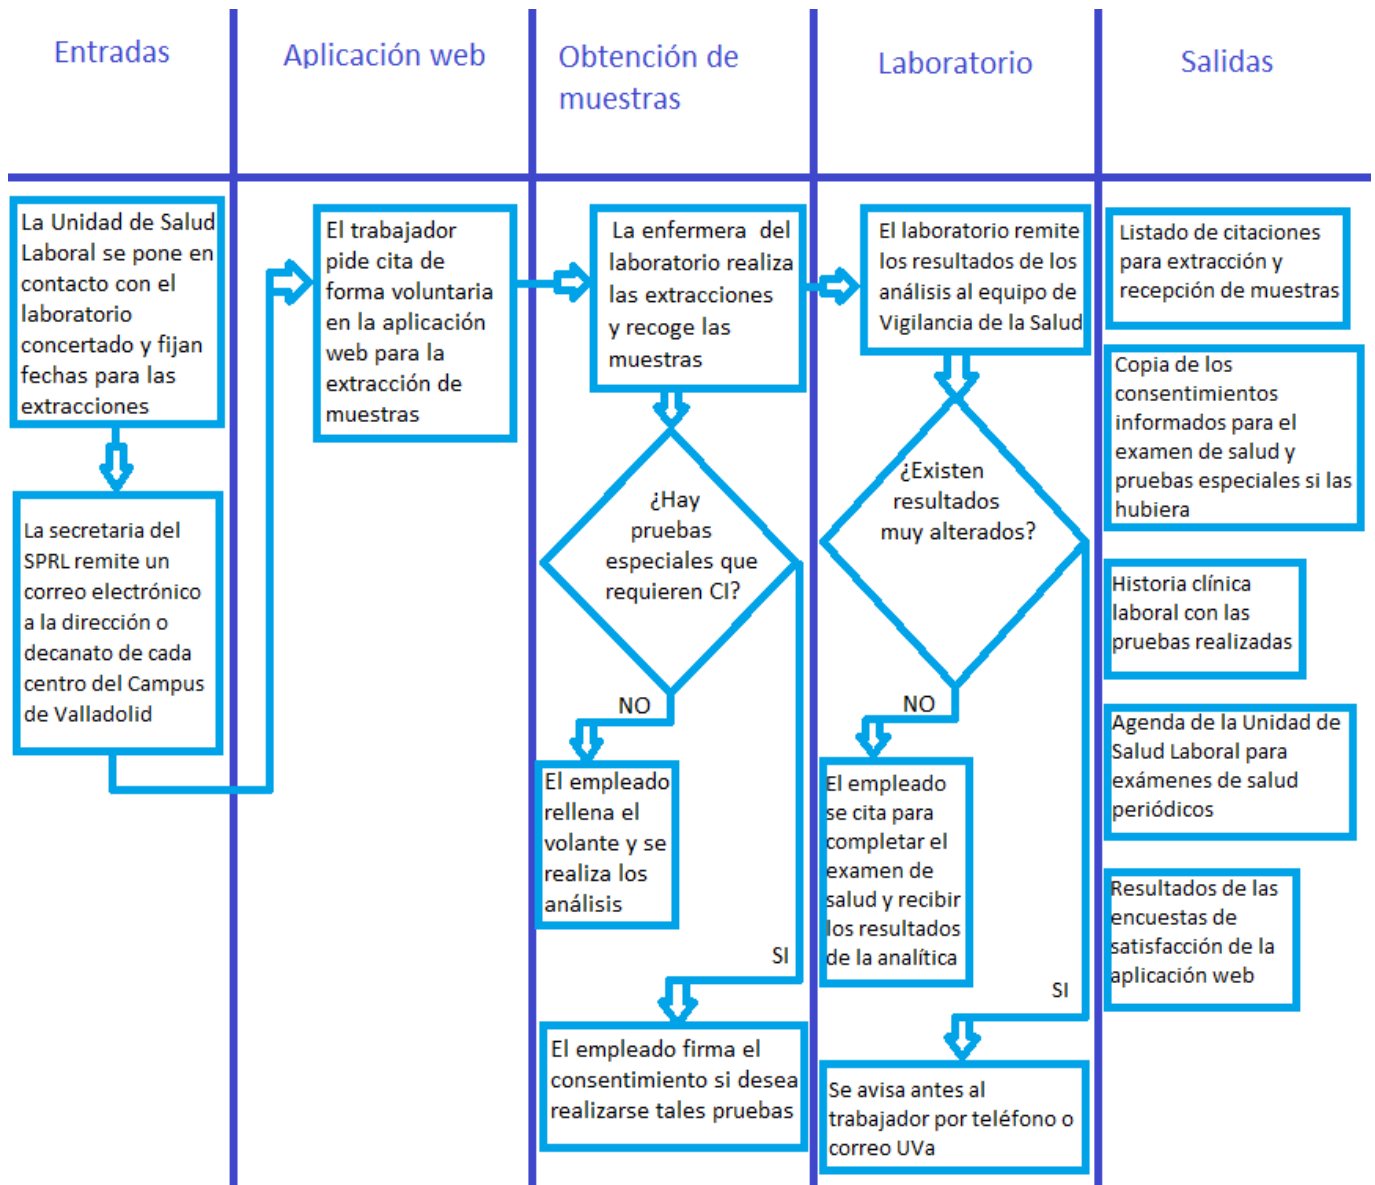 Entradas
Aplicación web
Obtención de
muestras
Laboratorio
Salidas
La Unidad de Salud
Laboral se pone en
contacto con el
laboratorio
concertado y fijan
fechas para las
extracciones
La secretaria del
SPRL remite un
correo electrónico
a la dirección o
decanato de cada
centro del Campus
de Valladolid
El trabajador
pide cita de
forma voluntaria
en la aplicación
web para la
extracción de
muestras
La enfermera del
laboratorio realiza
las extracciones
y recoge las
muestras
¿Hay
pruebas
especiales que
requieren CI?
NO
El empleado
rellena el
volante y se
realiza los
análisis
SI
El empleado firma el
consentimiento si desea
realizarse tales pruebas
El laboratorio remite
los resultados de los
análisis al equipo de
Vigilancia de la Salud
¿Existen
resultados
muy alterados?
NO
El empleado
se cita para
completar el
examen de
salud y recibir
los resultados
de la analítica
SI
Se avisa antes al
trabajador por teléfono o
correo UVa
Listado de citaciones
para extracción y
recepción de muestras
Copia de los
consentimientos
informados para el
examen de salud y
pruebas especiales si las
hubiera
Historia clínica
laboral con las
pruebas realizadas
Agenda de la Unidad de
Salud Laboral para
exámenes de salud
periódicos
Resultados de las
encuestas de
satisfacción de la
aplicación web